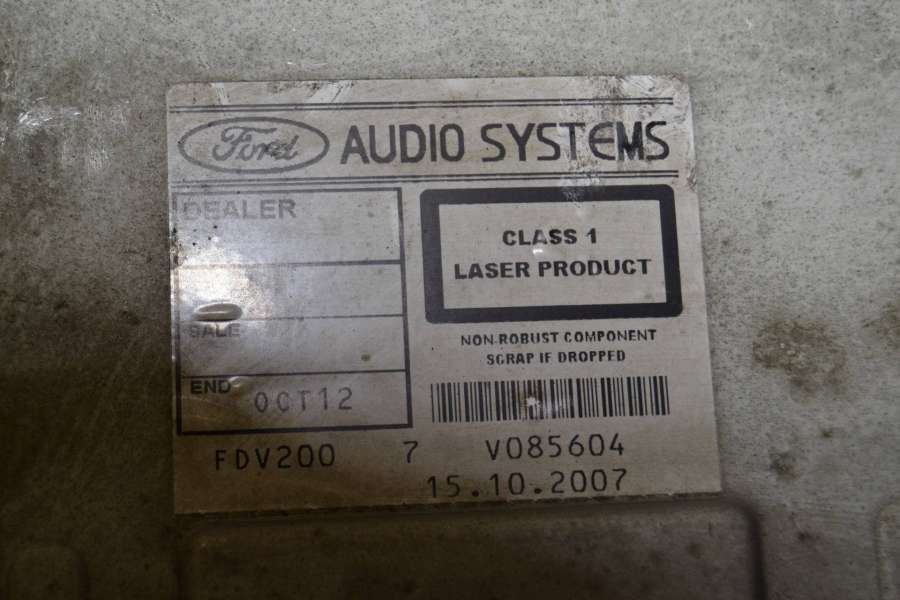 Ford AUDIO SYSTEMS
DEALER
CLASS 1
LASER PRODUCT
SALE
NON-ROBUST COMPONENT
SCRAP IF DROPPED
END OCT12
FDV200 7 V085604
15.10.2007